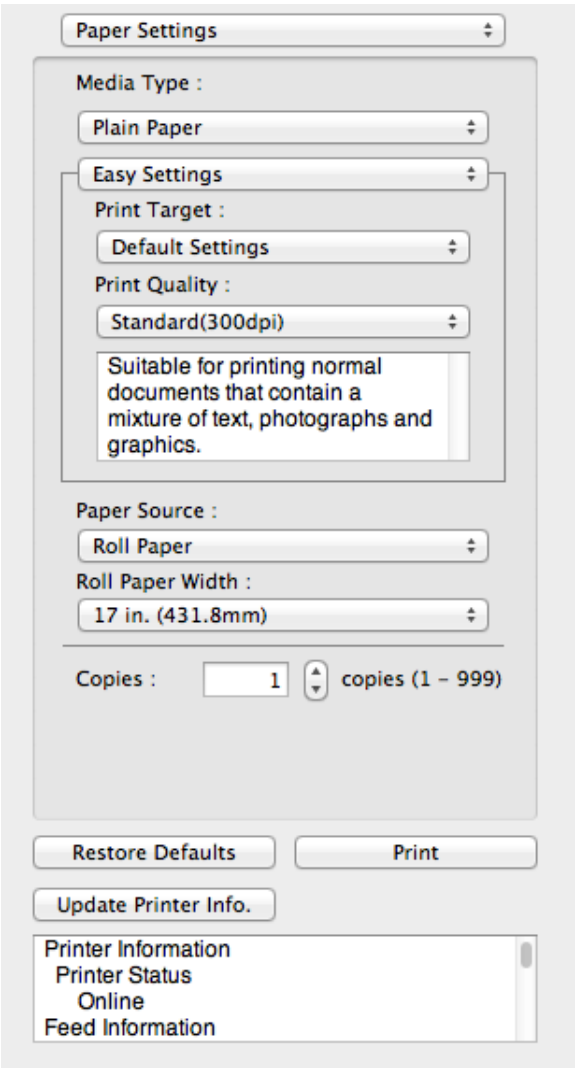 Paper Settings
Media Type :
Plain Paper
Easy Settings
Print Target :
Default Settings
Print Quality :
Standard(300dpi)
Suitable for printing normal
documents that contain a
mixture of text, photographs and
graphics.
Paper Source :
Roll Paper
Roll Paper Width :
17 in. (431.8mm)
Copies : 1 copies (1 – 999)
Restore Defaults Print
Update Printer Info.
Printer Information
Printer Status
Online
Feed Information